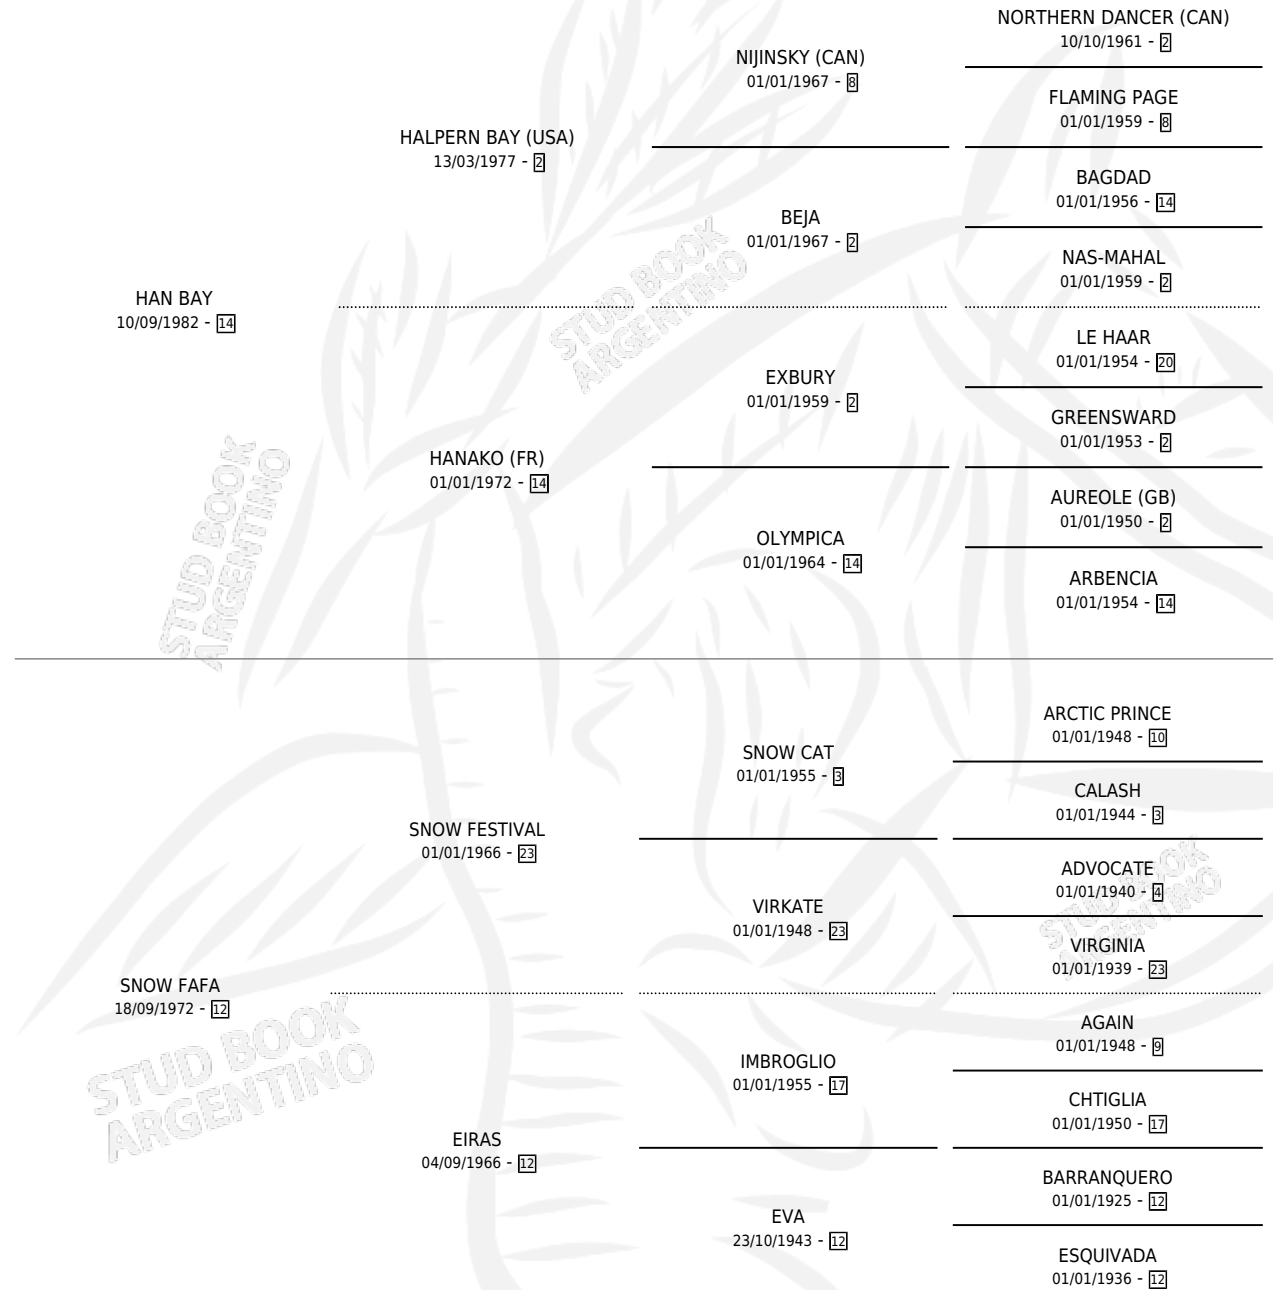 NORTHERN DANCER (CAN)
10/10/1961 - 2
NIJINSKY (CAN)
01/01/1967 - 8
FLAMING PAGE
01/01/1959 - 8
HALPERN BAY (USA)
13/03/1977 - 2
BAGDAD
01/01/1956 - 14
BEJA
01/01/1967 - 2
NAS-MAHAL
01/01/1959 - 2
HAN BAY
10/09/1982 - 14
LE HAAR
01/01/1954 - 20
EXBURY
01/01/1959 - 2
GREENSWARD
01/01/1953 - 2
HANAKO (FR)
01/01/1972 - 14
AUREOLE (GB)
01/01/1950 - 2
OLYMPICA
01/01/1964 - 14
ARBENCIA
01/01/1954 - 14
STUD BOOK
ARGENTINO
STUD BOOK
ARGENTINO
ARCTIC PRINCE
01/01/1948 - 10
SNOW CAT
01/01/1955 - 3
CALASH
01/01/1944 - 3
SNOW FESTIVAL
01/01/1966 - 23
ADVOCATE
01/01/1940 - 4
VIRKATE
01/01/1948 - 23
VIRGINIA
01/01/1939 - 23
SNOW FAFA
18/09/1972 - 12
AGAIN
01/01/1948 - 9
IMBROGLIO
01/01/1955 - 17
CHTIGLIA
01/01/1950 - 17
EIRAS
04/09/1966 - 12
BARRANQUERO
01/01/1925 - 12
EVA
23/10/1943 - 12
ESQUIVADA
01/01/1936 - 12
STUD BOOK
ARGENTINO
STUD BOOK
ARGENTINO